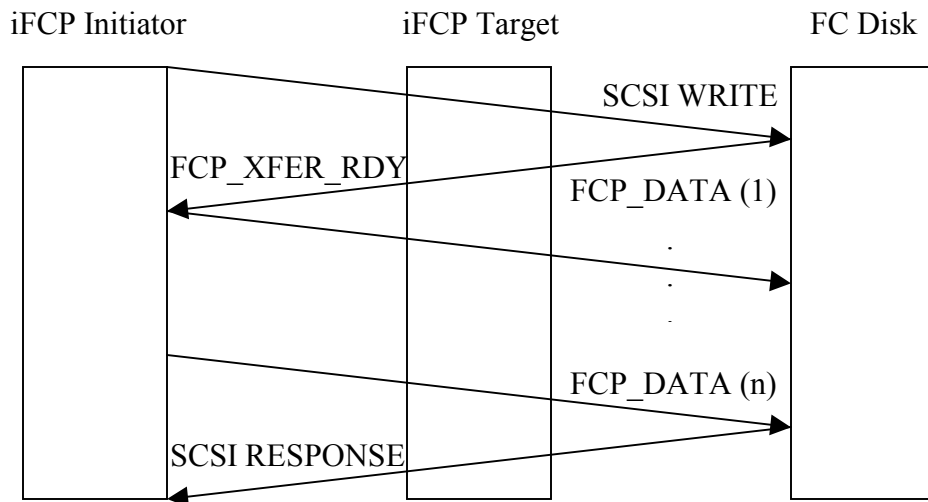 iFCP Initiator
iFCP Target
FC Disk
SCSI WRITE
FCP_XFER_RDY
FCP_DATA (1)
.
.
.
FCP_DATA (n)
SCSI RESPONSE